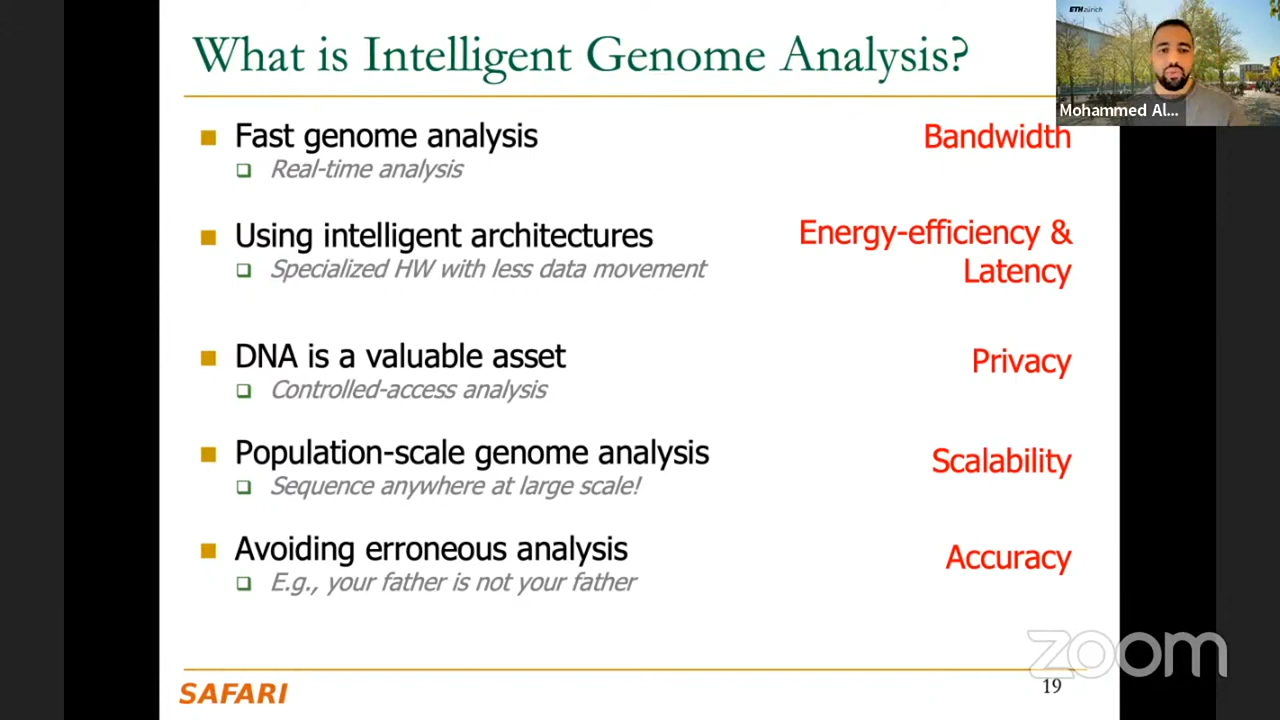 What is Intelligent Genome Analysis?
ETH zürich
Mohammed Al...
Fast genome analysis
Bandwidth
Real-time analysis
Using intelligent architectures
Energy-efficiency &
Specialized HW with less data movement
Latency
DNA is a valuable asset
Privacy
Controlled-access analysis
Population-scale genome analysis
Scalability
Sequence anywhere at large scale!
Avoiding erroneous analysis
Accuracy
E.g., your father is not your father
zoom
SAFARI
19